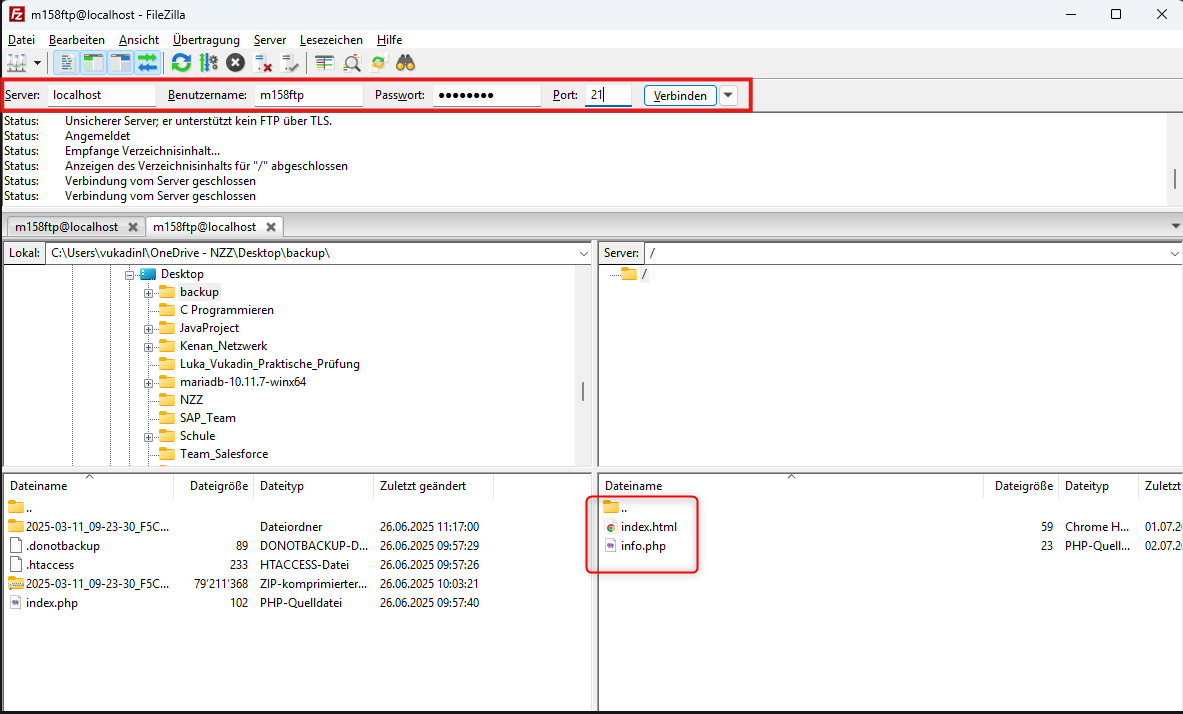 m158ftp@localhost - FileZilla
Datei Bearbeiten Ansicht Übertragung Server Lesezeichen Hilfe
Server: localhost Benutzername: m158ftp Passwort: ●●●●●●●● Port: 21 Verbinden
Status: Unsicherer Server; er unterstützt kein FTP über TLS.
Status: Angemeldet
Status: Empfange Verzeichnisinhalt...
Status: Anzeigen des Verzeichnisinhalts für "/" abgeschlossen
Status: Verbindung vom Server geschlossen
Status: Verbindung vom Server geschlossen
m158ftp@localhost m158ftp@localhost
Lokal: C:\Users\vukadinl\OneDrive - NZZ\Desktop\backup\
Desktop
backup
C Programmieren
JavaProject
Kenan_Netzwerk
Luka_Vukadin_Praktische_Prüfung
mariadb-10.11.7-winx64
NZZ
SAP_Team
Schule
Team_Salesforce
Server: /
/
Dateiname Dateigröße Dateityp Zuletzt geändert
..
2025-03-11_09-23-30_F5C... Dateiordner 26.06.2025 11:17:00
.donotbackup 89 DONOTBACKUP-D... 26.06.2025 09:57:29
.htaccess 233 HTACCESS-Datei 26.06.2025 09:57:26
2025-03-11_09-23-30_F5C... 79'211'368 ZIP-komprimierter... 26.06.2025 10:03:21
index.php 102 PHP-Quelldatei 26.06.2025 09:57:40
Dateiname Dateigröße Dateityp Zuletzt
..
index.html 59 Chrome H... 01.07.20
info.php 23 PHP-Quell... 02.07.20